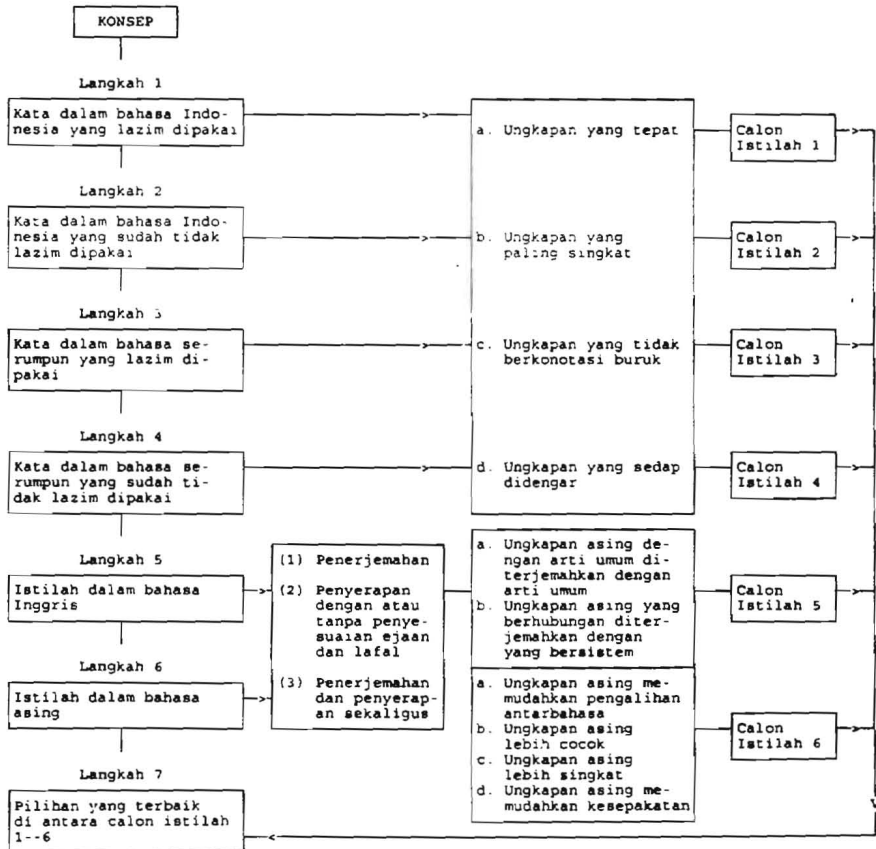 KONSEP
Langkah 1
Kata dalam bahasa Indo-
nesia yang lazim dipakai
Langkah 2
Kata dalam bahasa Indo-
nesia yang sudah tidak
lazim dipakai
Langkah 3
Kata dalam bahasa se-
rumpun yang lazim di-
pakai
Langkah 4
Kata dalam bahasa se-
rumpun yang sudah ti-
dak lazim dipakai
a. Ungkapan yang tepat
b. Ungkapan yang
paling singkat
c. Ungkapan yang tidak
berkonotasi buruk
d. Ungkapan yang sedap
didengar
Calon
Istilah 1
Calon
Istilah 2
Calon
Istilah 3
Calon
Istilah 4
Langkah 5
Istilah dalam bahasa
Inggris
Langkah 6
Istilah dalam bahasa
asing
(1) Penerjemahan
(2) Penyerapan
dengan atau
tanpa penye-
suaian ejaan
dan lafal
(3) Penerjemahan
dan penyerap-
an sekaligus
a. Ungkapan asing de-
ngan arti umum di-
terjemahkan dengan
arti umum
b. Ungkapan asing yang
berhubungan diter-
jemahkan dengan
yang bersistem
Calon
Istilah 5
a. Ungkapan asing me-
mudahkan pengalihan
antarbahasa
b. Ungkapan asing
lebih cocok
c. Ungkapan asing
lebih singkat
d. Ungkapan asing me-
mudahkan kesepakatan
Calon
Istilah 6
Langkah 7
Pilihan yang terbaik
di antara calon istilah
1--6